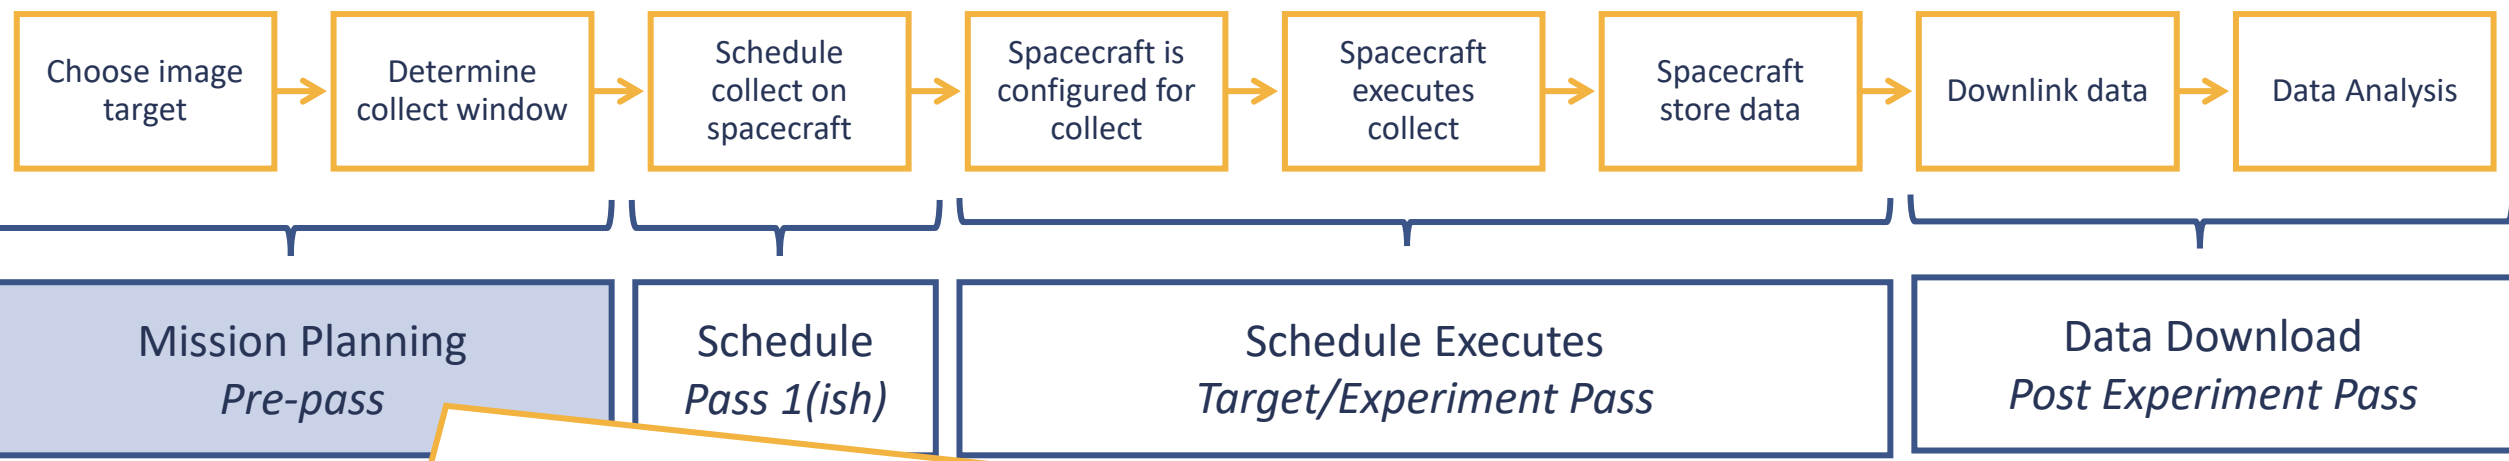 Choose image
target
Determine
collect window
Schedule
collect on
spacecraft
Spacecraft is
configured for
collect
Spacecraft
executes
collect
Spacecraft
store data
Downlink data
Data Analysis
Mission Planning
Pre-pass
Schedule
Pass 1(ish)
Schedule Executes
Target/Experiment Pass
Data Download
Post Experiment Pass